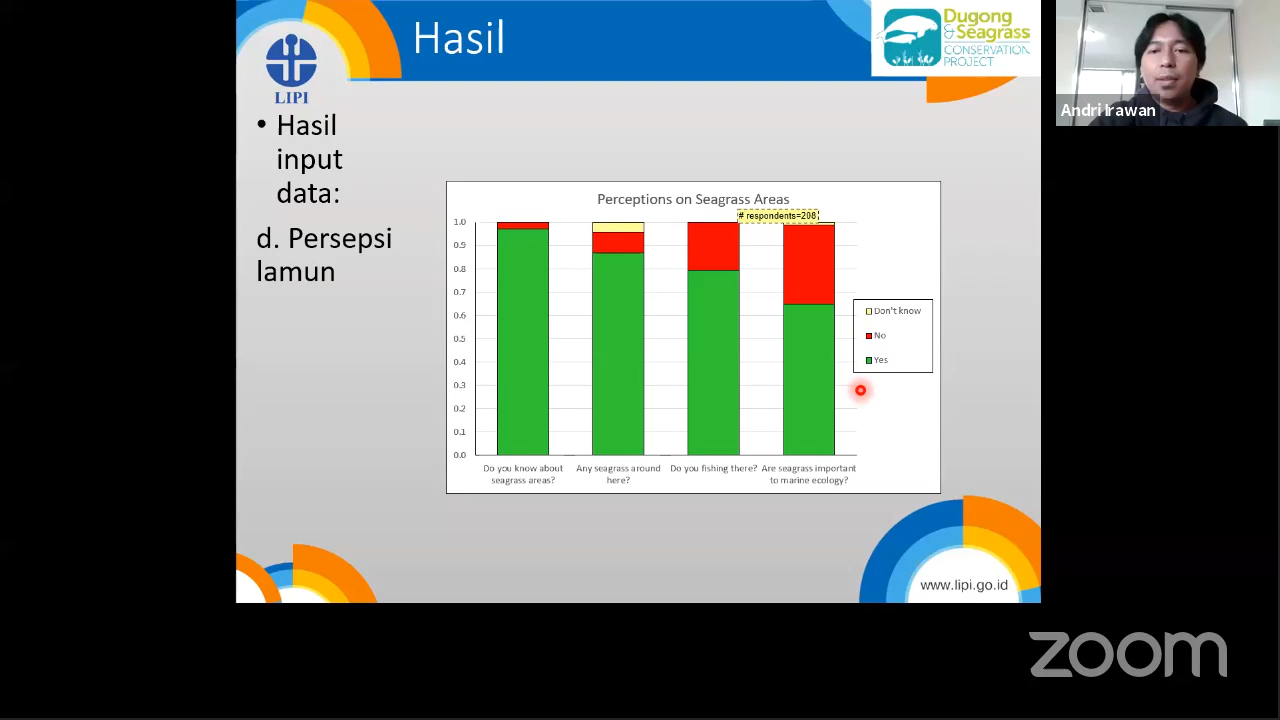 Hasil
LIPI
Dugong
& Seagrass
CONSERVATION
PROJECT
Andri Irawan
• Hasil
input
data:
d. Persepsi
lamun
Perceptions on Seagrass Areas
# respondents=208
1.0
0.9
0.8
0.7
0.6
0.5
0.4
0.3
0.2
0.1
0.0
Don't know
No
Yes
Do you know about
seagrass areas?
Any seagrass around
here?
Do you fishing there?
Are seagrass important
to marine ecology?
www.lipi.go.id
zoom